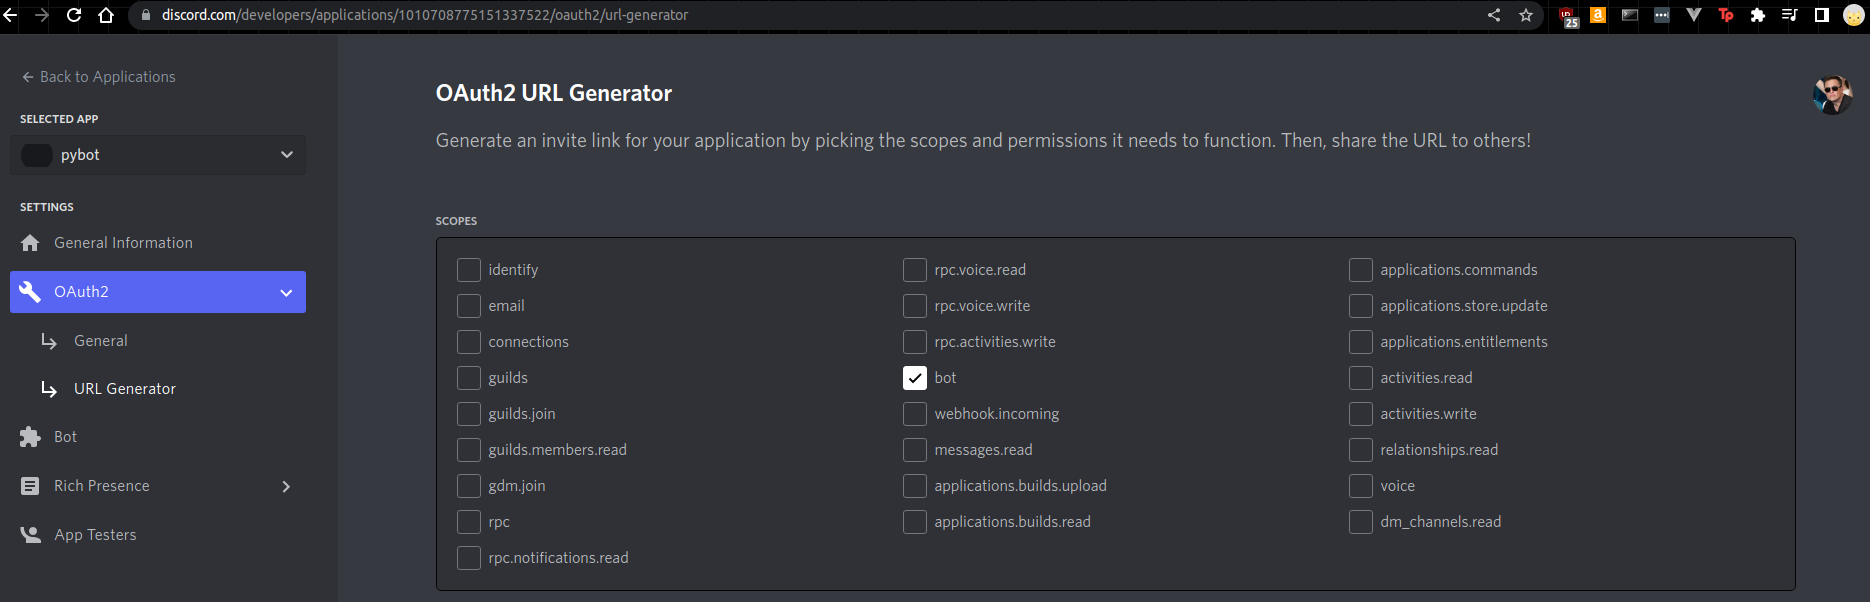 discord.com/developers/applications/1010708775151337522/oauth2/url-generator
25
Tp
Back to Applications
SELECTED APP
pybot
SETTINGS
General Information
OAuth2
General
URL Generator
Bot
Rich Presence
App Testers
OAuth2 URL Generator
Generate an invite link for your application by picking the scopes and permissions it needs to function. Then, share the URL to others!
SCOPES
identify
email
connections
guilds
guilds.join
guilds.members.read
gdm.join
rpc
rpc.notifications.read
rpc.voice.read
rpc.voice.write
rpc.activities.write
bot
webhook.incoming
messages.read
applications.builds.upload
applications.builds.read
applications.commands
applications.store.update
applications.entitlements
activities.read
activities.write
relationships.read
voice
dm_channels.read